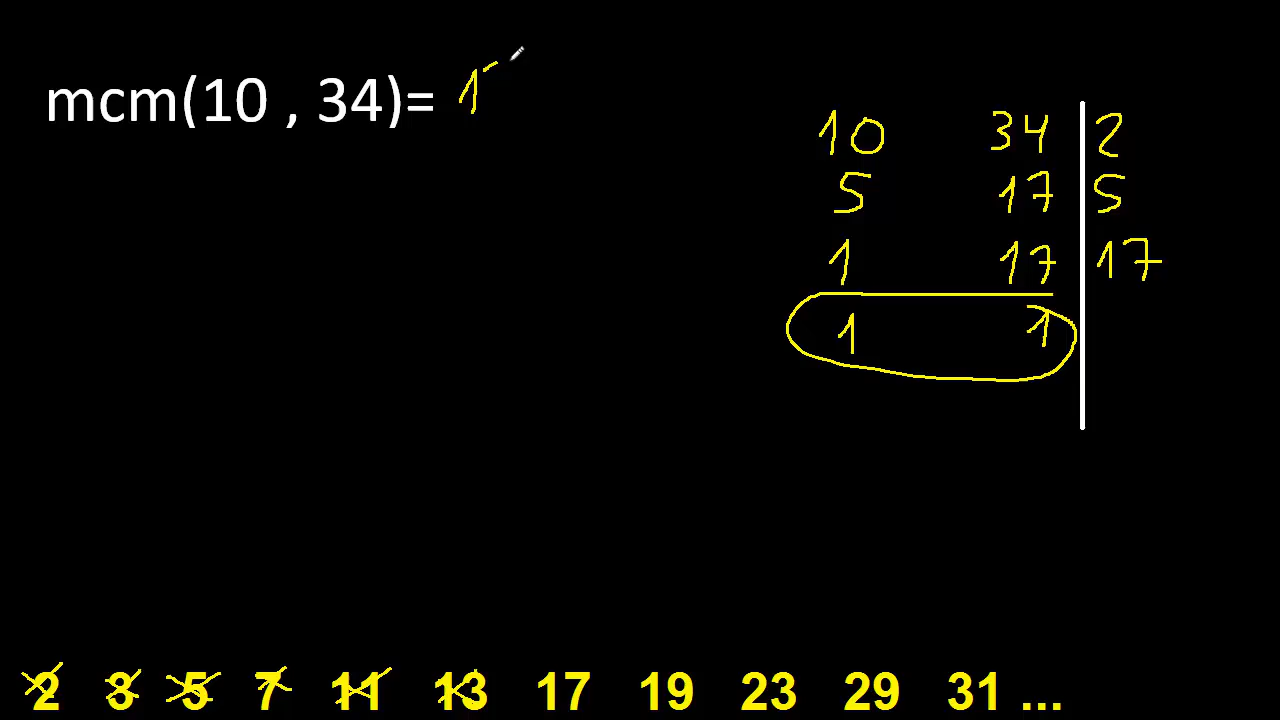 mcm(10 , 34)= 1
10 34 2
5 17 5
1 17 17
1 1
2 3 5 7 11 13 17 19 23 29 31 ...